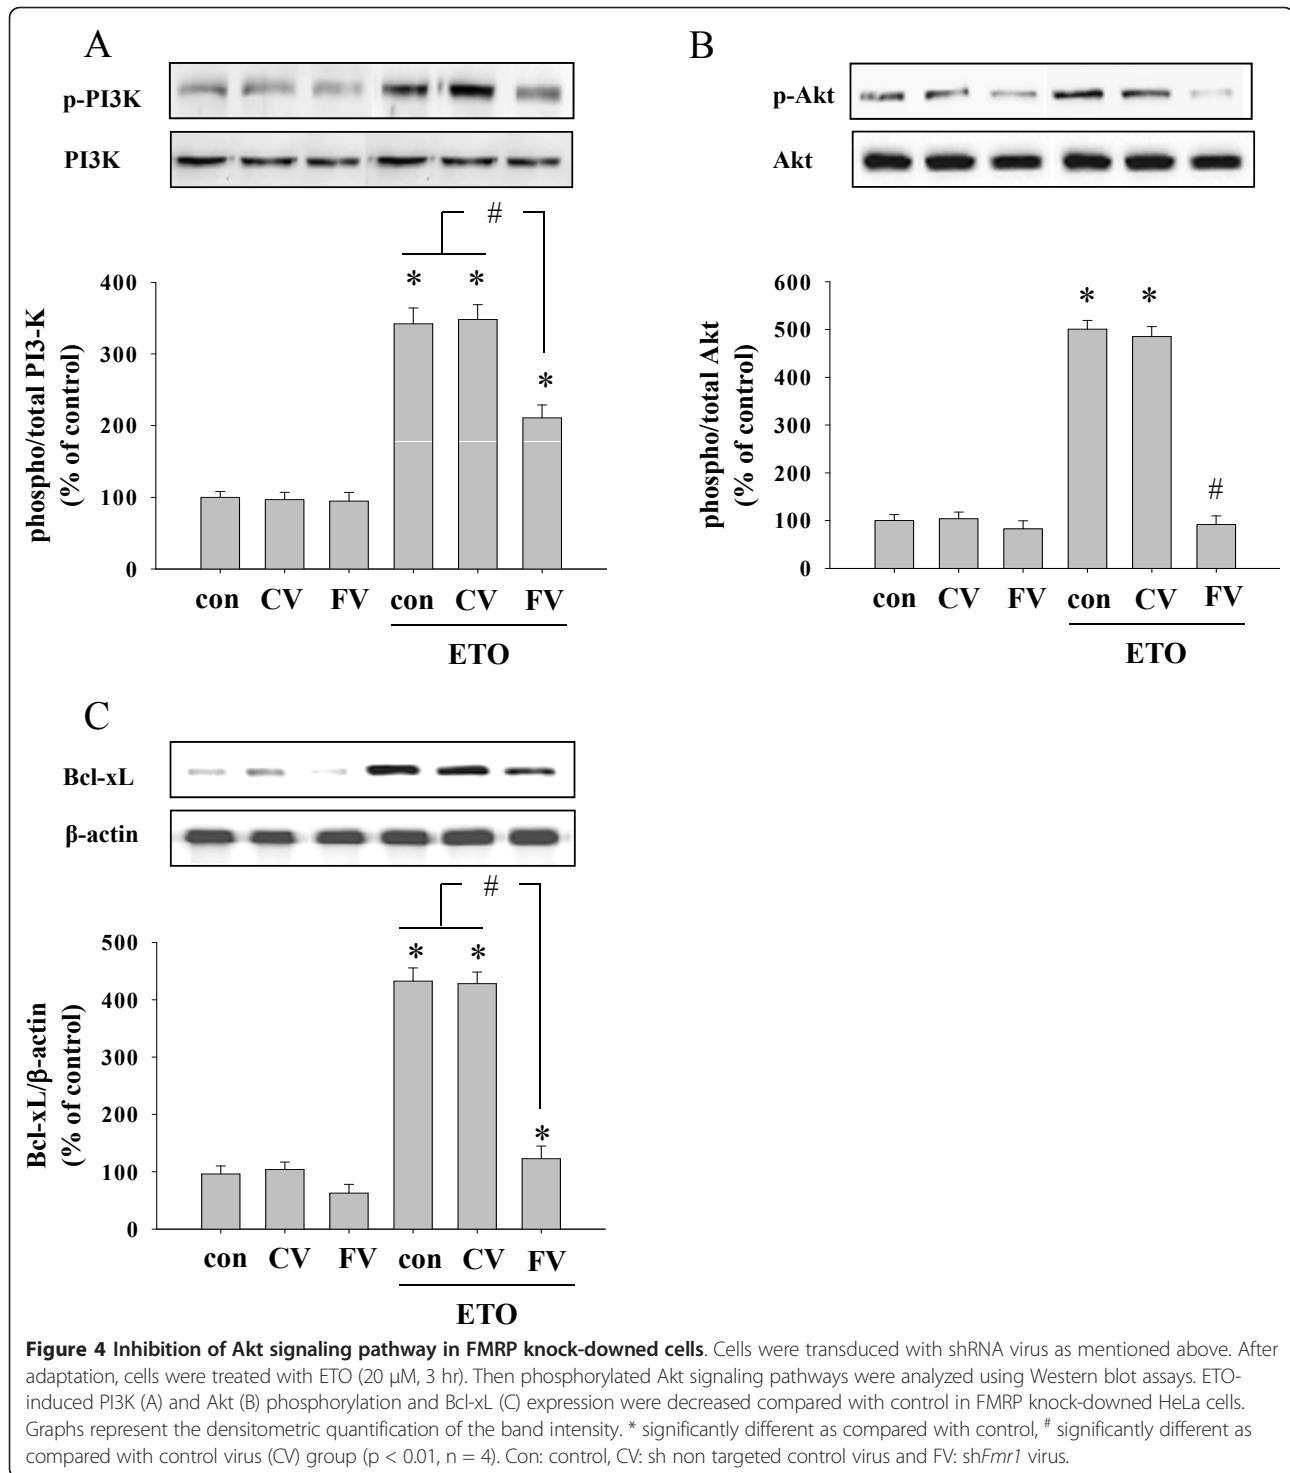 A
p-PI3K
PI3K
#
400
300
200
100
0
phospho/total PI3-K
(% of control)
*
*
*
con CV FV con CV FV
ETO
B
p-Akt
Akt
600
500
400
300
200
100
0
phospho/total Akt
(% of control)
*
*
#
con CV FV con CV FV
ETO
C
Bcl-xL
β-actin
#
500
400
300
200
100
0
Bcl-xL/β-actin
(% of control)
*
*
*
con CV FV con CV FV
ETO
Figure 4 Inhibition of Akt signaling pathway in FMRP knock-downed cells. Cells were transduced with shRNA virus as mentioned above. After
adaptation, cells were treated with ETO (20 μM, 3 hr). Then phosphorylated Akt signaling pathways were analyzed using Western blot assays. ETO-
induced PI3K (A) and Akt (B) phosphorylation and Bcl-xL (C) expression were decreased compared with control in FMRP knock-downed HeLa cells.
Graphs represent the densitometric quantification of the band intensity. * significantly different as compared with control, # significantly different as
compared with control virus (CV) group (p < 0.01, n = 4). Con: control, CV: sh non targeted control virus and FV: shFmr1 virus.